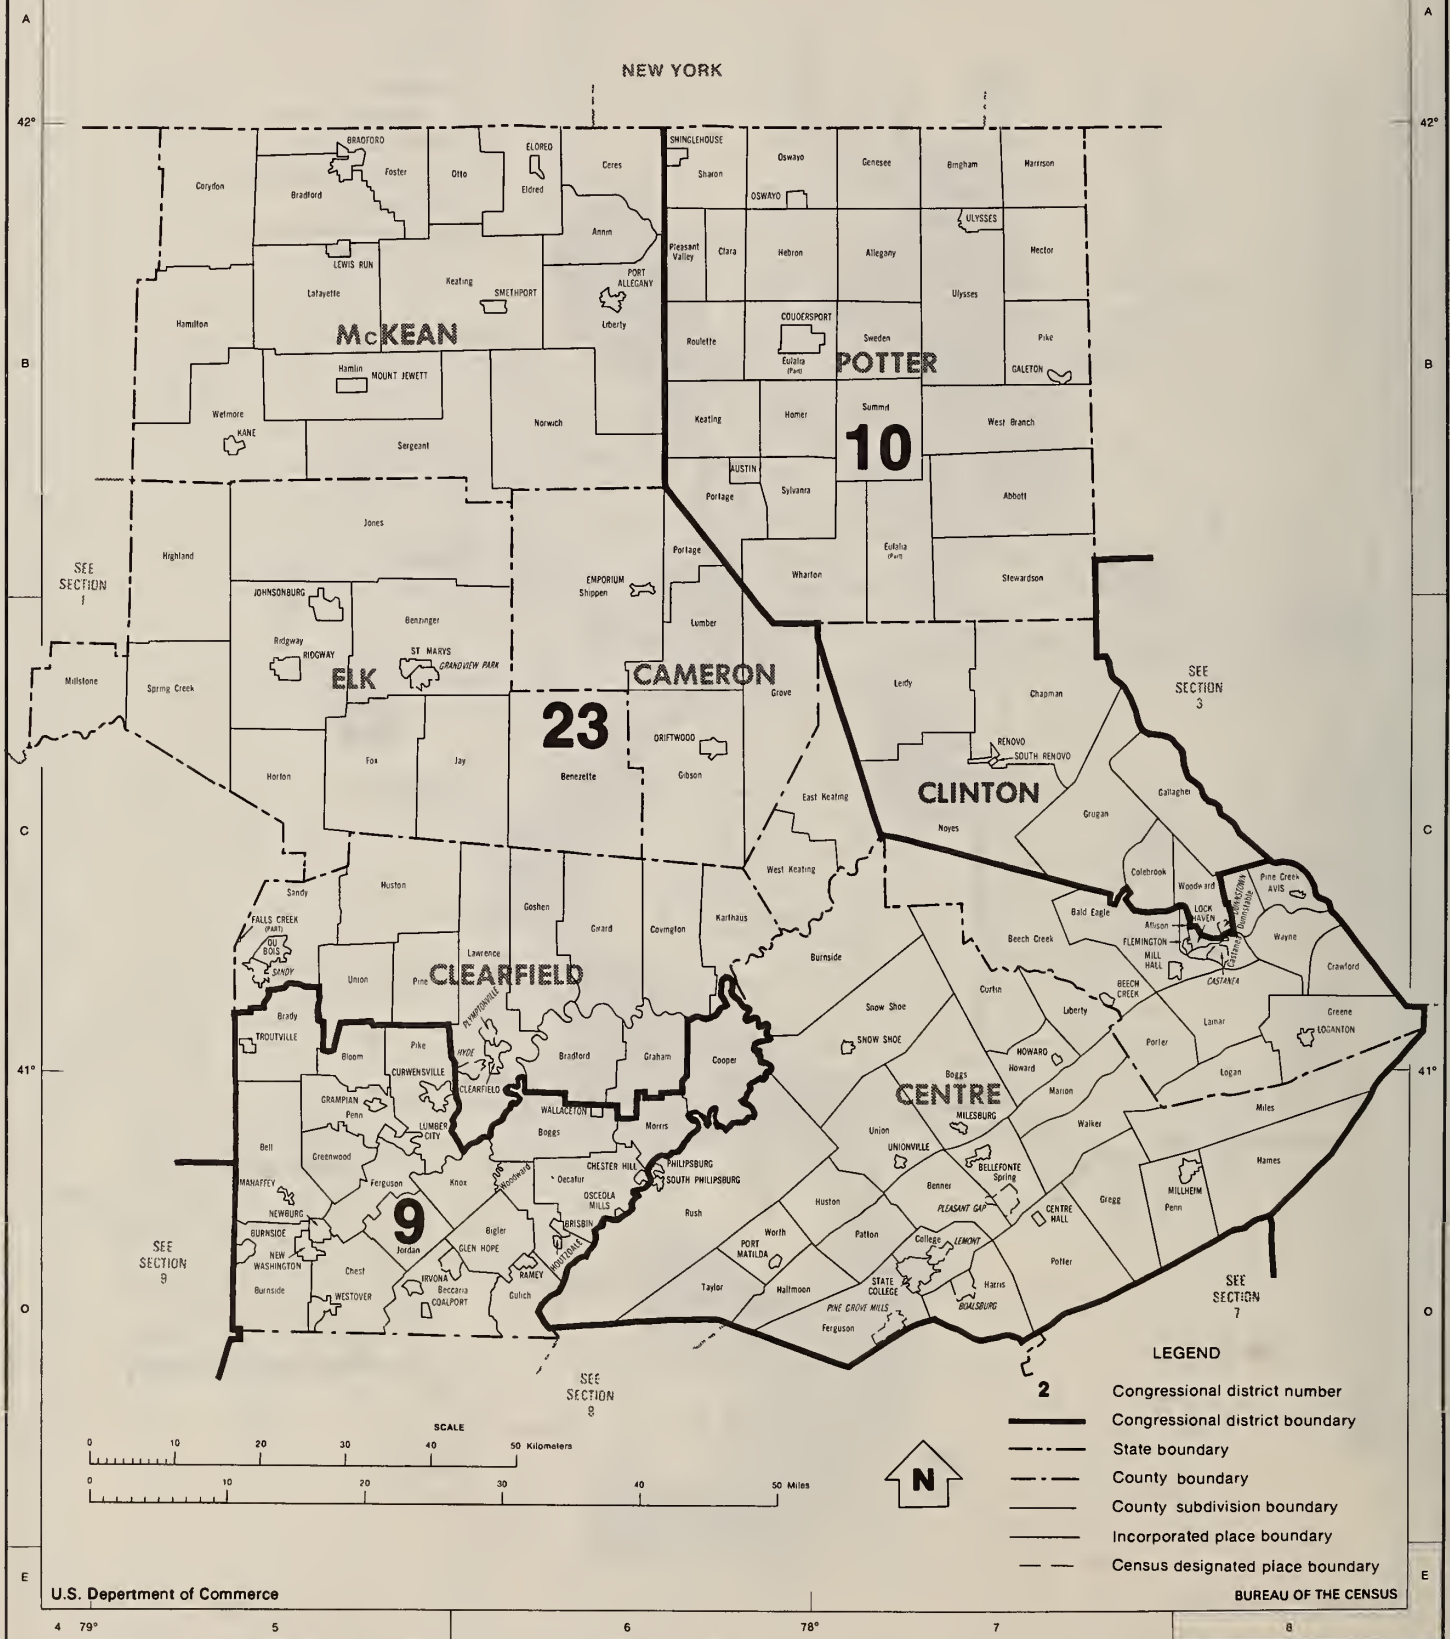 A
A
NEW YORK
42°
42°
BRADFORD
ELDRED
SHINGLEHOUSE
Corydon
Bradford
Foster
Otto
Eldred
Ceres
Sharon
Oswayo
Genesee
Bingham
Harrison
OSWAYO
ULYSSES
Annin
LEWIS RUN
Pleasant
Valley
Clara
Hebron
Allegany
Hector
Lafayette
Keating
SMETHPORT
PORT
ALLEGANY
Liberty
Ulysses
Hamilton
McKEAN
Roulette
COUDERSPORT
Eulalia
(Part)
Sweden
Pike
POTTER
GALETON
B
B
Hamlin
MOUNT JEWETT
Wetmore
KANE
Sergeant
Norwich
Keating
Homer
Summit
West Branch
10
AUSTIN
Portage
Sylvania
Abbott
Jones
Highland
Portage
Wharton
Eulalia
(Part)
Stewardson
SEE
SECTION
1
JOHNSONBURG
EMPORIUM
Shippen
Benzinger
Lumber
Ridgway
RIDGWAY
ST MARYS
GRANDVIEW PARK
Millstone
Spring Creek
ELK
CAMERON
Grove
Leidy
Chapman
SEE
SECTION
3
23
DRIFTWOOD
Gibson
RENOVO
SOUTH RENOVO
Horton
Fox
Jay
Benezette
East Keating
CLINTON
Gallagher
Grugan
Noyes
C
C
West Keating
Colebrook
Woodward
DUNNSTOWN
Dunnstable
Pine Creek
AVIS
Sandy
Huston
Goshen
Girard
Covington
Karthaus
FALLS CREEK
(PART)
DU
BOIS
SANDY
Bald Eagle
LOCK
HAVEN
Allison
FLEMINGTON
MILL
HALL
Castanea
CASTANEA
Wayne
Crawford
Beech Creek
Burnside
Union
Pine
Lawrence
CLEARFIELD
PLYMPTONVILLE
Curtin
BEECH
CREEK
Snow Shoe
SNOW SHOE
Liberty
Lamar
Greene
LOGANTON
Brady
TROUTVILLE
Bloom
Pike
HYDE
Bradford
Graham
Cooper
HOWARD
Howard
Porter
Logan
41°
41°
CURWENSVILLE
CLEARFIELD
Boggs
CENTRE
Marion
GRAMPIAN
Penn
WALLACETON
Boggs
Morris
MILESBURG
Miles
LUMBER
CITY
Union
UNIONVILLE
Walker
Bell
Greenwood
Woodward
CHESTER HILL
PHILIPSBURG
SOUTH PHILIPSBURG
BELLEFONTE
Spring
Haines
MAHAFFEY
Ferguson
Knox
Decatur
OSCEOLA
MILLS
Benner
MILLHEIM
Penn
NEWBURG
9
Jordan
Bigler
BRISBIN
HOUTZDALE
Rush
Huston
Worth
Patton
PLEASANT GAP
CENTRE
HALL
Gregg
BURNSIDE
NEW
WASHINGTON
GLEN HOPE
PORT
MATILDA
College
LEMONT
Potter
SEE
SECTION
9
Chest
IRVONA
Beccaria
COALPORT
RAMEY
Gulich
Taylor
Halfmoon
STATE
COLLEGE
Harris
BOALSBURG
Burnside
WESTOVER
PINE GROVE MILLS
Ferguson
SEE
SECTION
7
D
D
SEE
SECTION
8
LEGEND
2 Congressional district number
Congressional district boundary
State boundary
County boundary
County subdivision boundary
Incorporated place boundary
Census designated place boundary
SCALE
0 10 20 30 40 50 Kilometers
0 10 20 30 40 50 Miles
N
E
E
U.S. Department of Commerce
BUREAU OF THE CENSUS
4 79° 5 6 78° 7 8